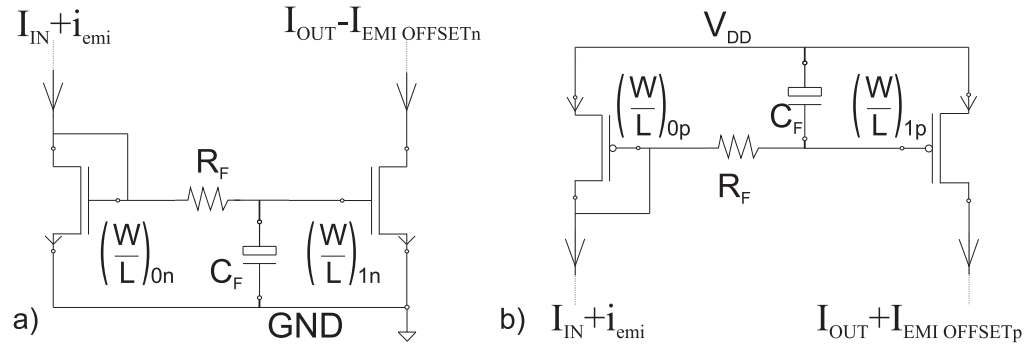 I_IN+i_emi
I_OUT-I_EMI OFFSETn
R_F
(W/L)_0n
C_F
(W/L)_1n
a)
GND
V_DD
(W/L)_0p
C_F
(W/L)_1p
R_F
b)
I_IN+i_emi
I_OUT+I_EMI OFFSETp